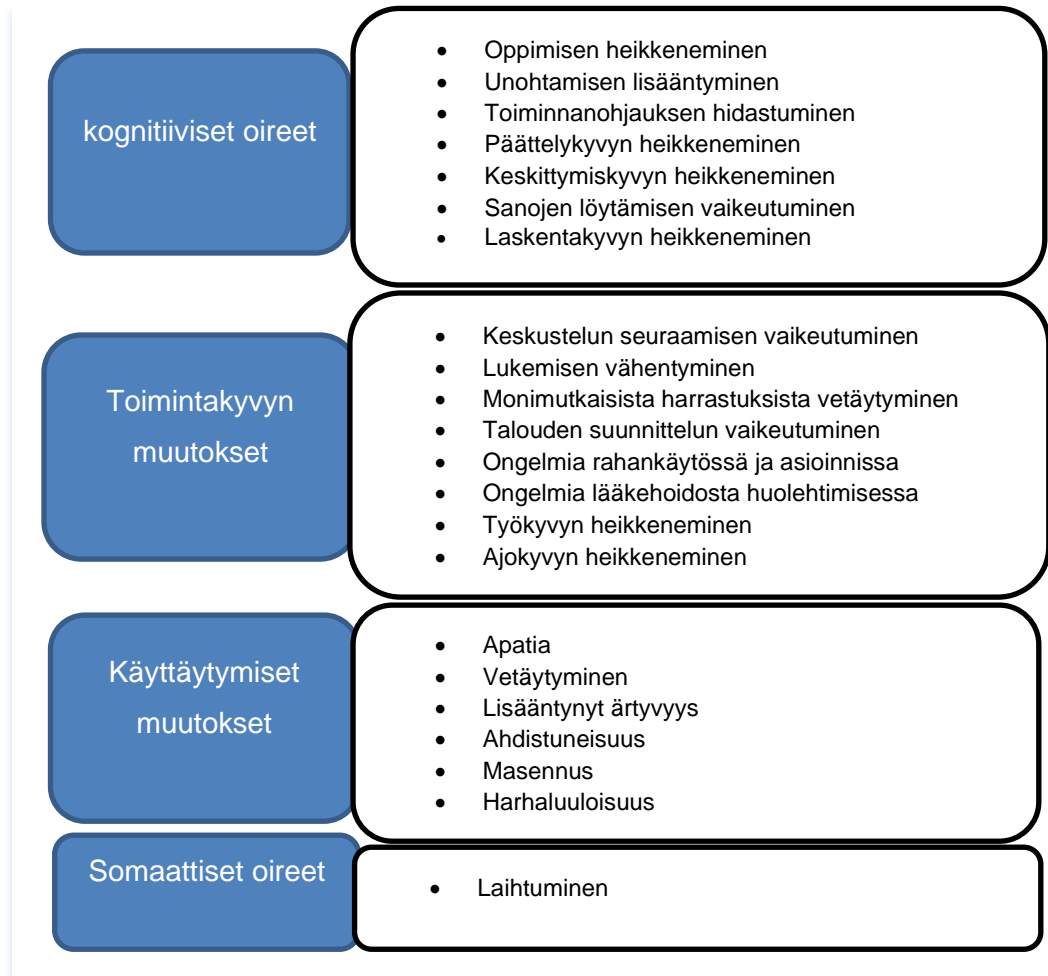 kognitiiviset oireet
• Oppimisen heikkeneminen
• Unohtamisen lisääntyminen
• Toiminnanohjauksen hidastuminen
• Päättelykyvyn heikkeneminen
• Keskittymiskyvyn heikkeneminen
• Sanojen löytämisen vaikeutuminen
• Laskentakyvyn heikkeneminen
Toimintakyvyn
muutokset
• Keskustelun seuraamisen vaikeutuminen
• Lukemisen vähentyminen
• Monimutkaisista harrastuksista vetäytyminen
• Talouden suunnittelun vaikeutuminen
• Ongelmia rahankäytössä ja asioinnissa
• Ongelmia lääkehoidosta huolehtimisessa
• Työkyvyn heikkeneminen
• Ajokyvyn heikkeneminen
Käyttäytymiset
muutokset
• Apatia
• Vetäytyminen
• Lisääntynyt ärtyvyys
• Ahdistuneisuus
• Masennus
• Harhaluuloisuus
Somaattiset oireet
• Laihtuminen